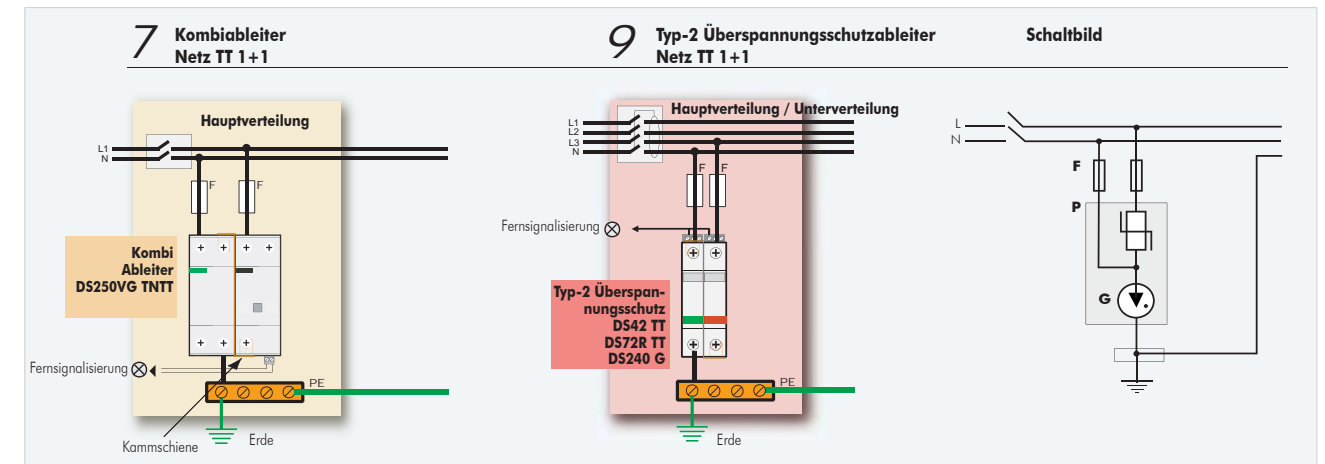 7 Kombiableiter
Netz TT 1+1
9 Typ-2 Überspannungsschutzableiter
Netz TT 1+1
Schaltbild
Hauptverteilung
L1
N
F F
+ + + +
Kombi
Ableiter
DS250VG TNTT
+ + +
Fernsignalisierung
PE
Erde
Kammschiene
Hauptverteilung / Unterverteilung
L1
L2
L3
N
F F
Fernsignalisierung
+ +
Typ-2 Überspan-
nungsschutz
DS42 TT
DS72R TT
DS240 G
+ +
PE
Erde
L
N
F
P
G